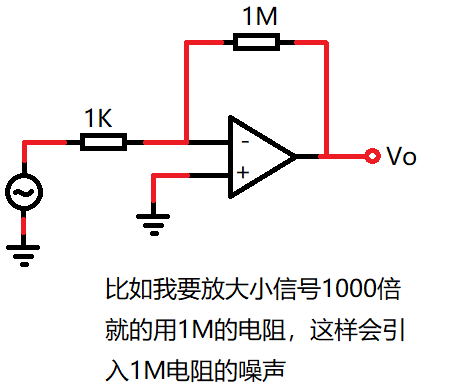 1M
1K
-
+
Vo
比如我要放大小信号1000倍
就的用1M的电阻，这样会引
入1M电阻的噪声